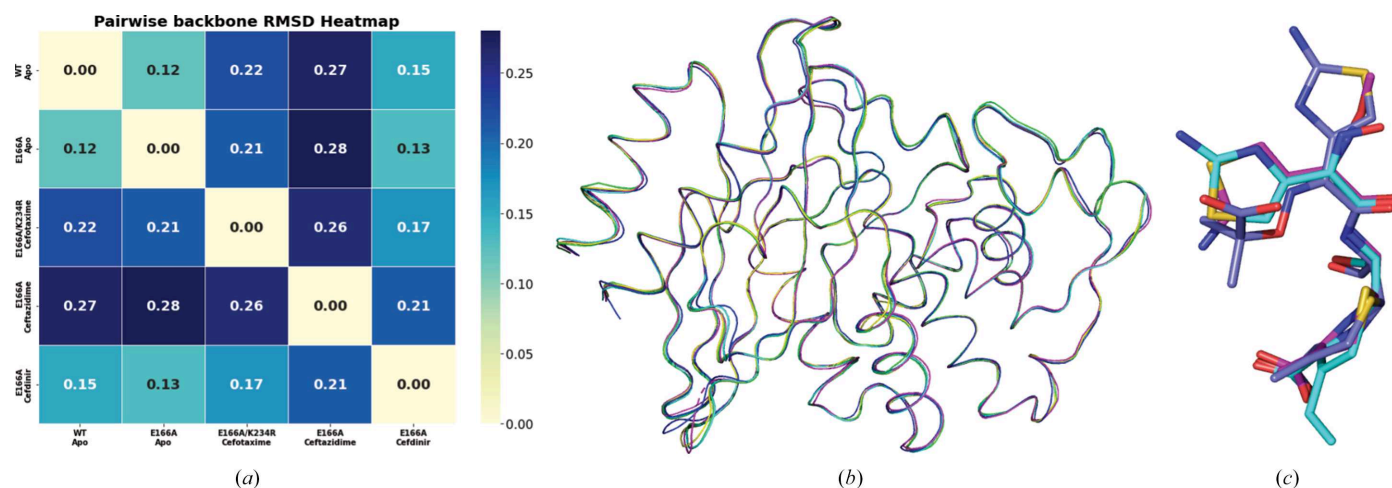 Pairwise backbone RMSD Heatmap
WT
Apo
0.00 0.12 0.22 0.27 0.15
E166A
Apo
0.12 0.00 0.21 0.28 0.13
E166A/K234R
Cefotaxime
0.22 0.21 0.00 0.26 0.17
E166A
Ceftazidime
0.27 0.28 0.26 0.00 0.21
E166A
Cefdinir
0.15 0.13 0.17 0.21 0.00
WT
Apo
E166A
Apo
E166A/K234R
Cefotaxime
E166A
Ceftazidime
E166A
Cefdinir
0.25
0.20
0.15
0.10
0.05
0.00
(a)
(b)
(c)